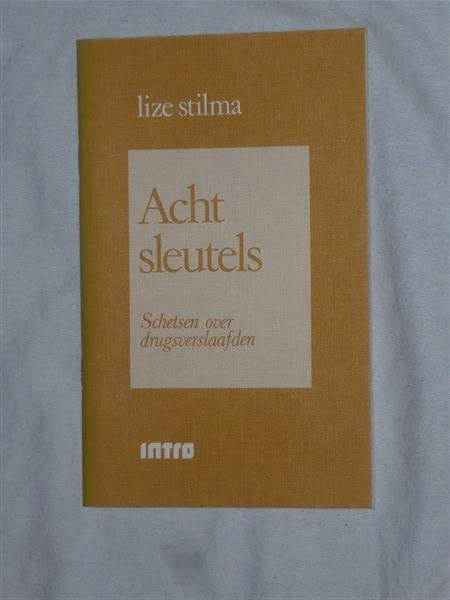 lize stilma
Acht
sleutels
Schetsen over
drugsverslaafden
INTRO